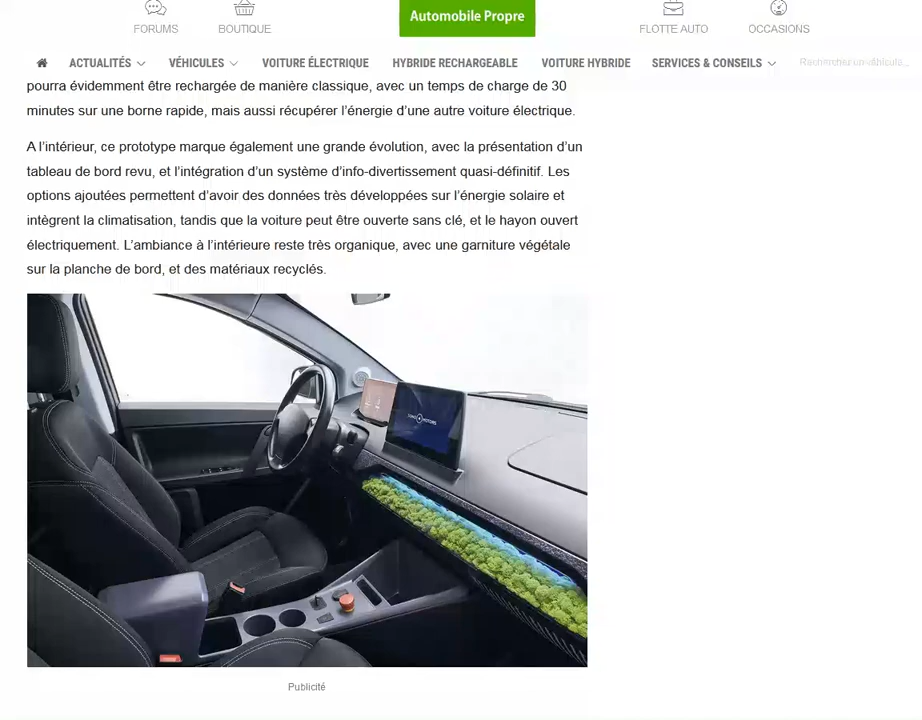 Automobile Propre
FORUMS
BOUTIQUE
FLOTTE AUTO
OCCASIONS
ACTUALITÉS
VÉHICULES
VOITURE ÉLECTRIQUE
HYBRIDE RECHARGEABLE
VOITURE HYBRIDE
SERVICES & CONSEILS
Rechercher un véhicule...
pourra évidemment être rechargée de manière classique, avec un temps de charge de 30
minutes sur une borne rapide, mais aussi récupérer l’énergie d’une autre voiture électrique.
A l’intérieur, ce prototype marque également une grande évolution, avec la présentation d’un
tableau de bord revu, et l’intégration d’un système d’info-divertissement quasi-définitif. Les
options ajoutées permettent d’avoir des données très développées sur l’énergie solaire et
intègrent la climatisation, tandis que la voiture peut être ouverte sans clé, et le hayon ouvert
électriquement. L’ambiance à l’intérieure reste très organique, avec une garniture végétale
sur la planche de bord, et des matériaux recyclés.
SONO MOTORS
Publicité